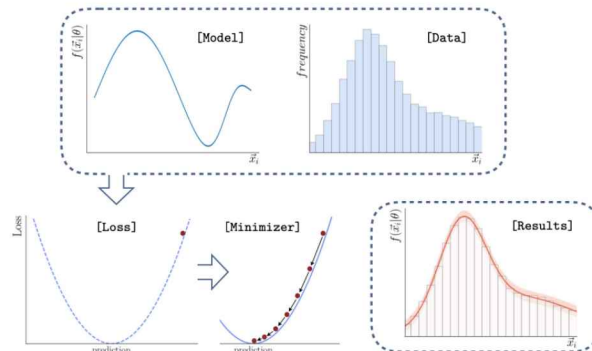 f(x⃗ᵢ|θ)
[Model]
x⃗ᵢ
frequency
[Data]
x⃗ᵢ
Loss
[Loss]
prediction
[Minimizer]
prediction
f(x⃗ᵢ|θ)
[Results]
x⃗ᵢ